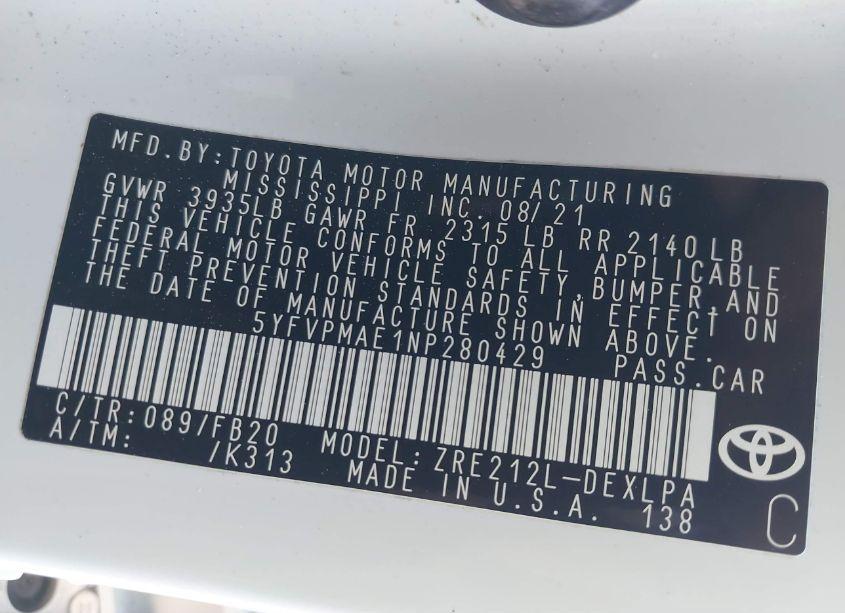 MFD.BY:TOYOTA MOTOR MANUFACTURING
MISSISSIPPI INC. 08/21
GVWR 3935LB GAWR FR 2315 LB RR 2140LB
THIS VEHICLE CONFORMS TO ALL APPLICABLE
FEDERAL MOTOR VEHICLE SAFETY,BUMPER,AND
THEFT PREVENTION STANDARDS IN EFFECT ON
THE DATE OF MANUFACTURE SHOWN ABOVE.
5YFVPMAE1NP280429 PASS.CAR
C/TR:089/FB20 MODEL:ZRE212L-DEXLPA
A/TM: /K313 MADE IN U.S.A. 138
C